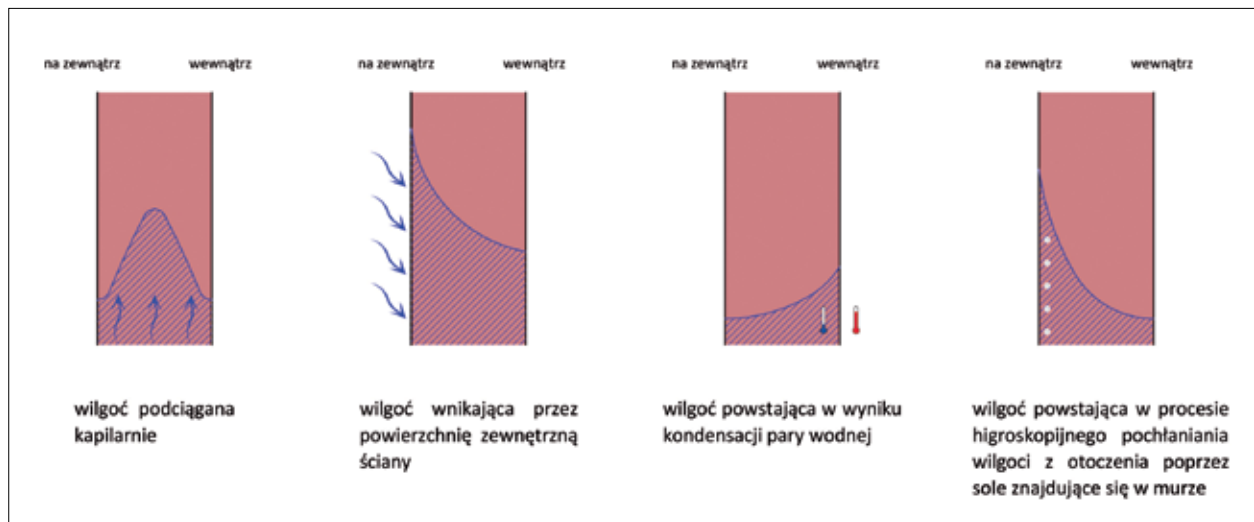 na zewnątrz wewnątrz na zewnątrz wewnątrz na zewnątrz wewnątrz na zewnątrz wewnątrz
wilgoć podciągana
kapilarnie
wilgoć wnikająca przez
powierzchnię zewnętrzną
ściany
wilgoć powstająca w wyniku
kondensacji pary wodnej
wilgoć powstająca w procesie
higroskopijnego pochłaniania
wilgoci z otoczenia poprzez
sole znajdujące się w murze